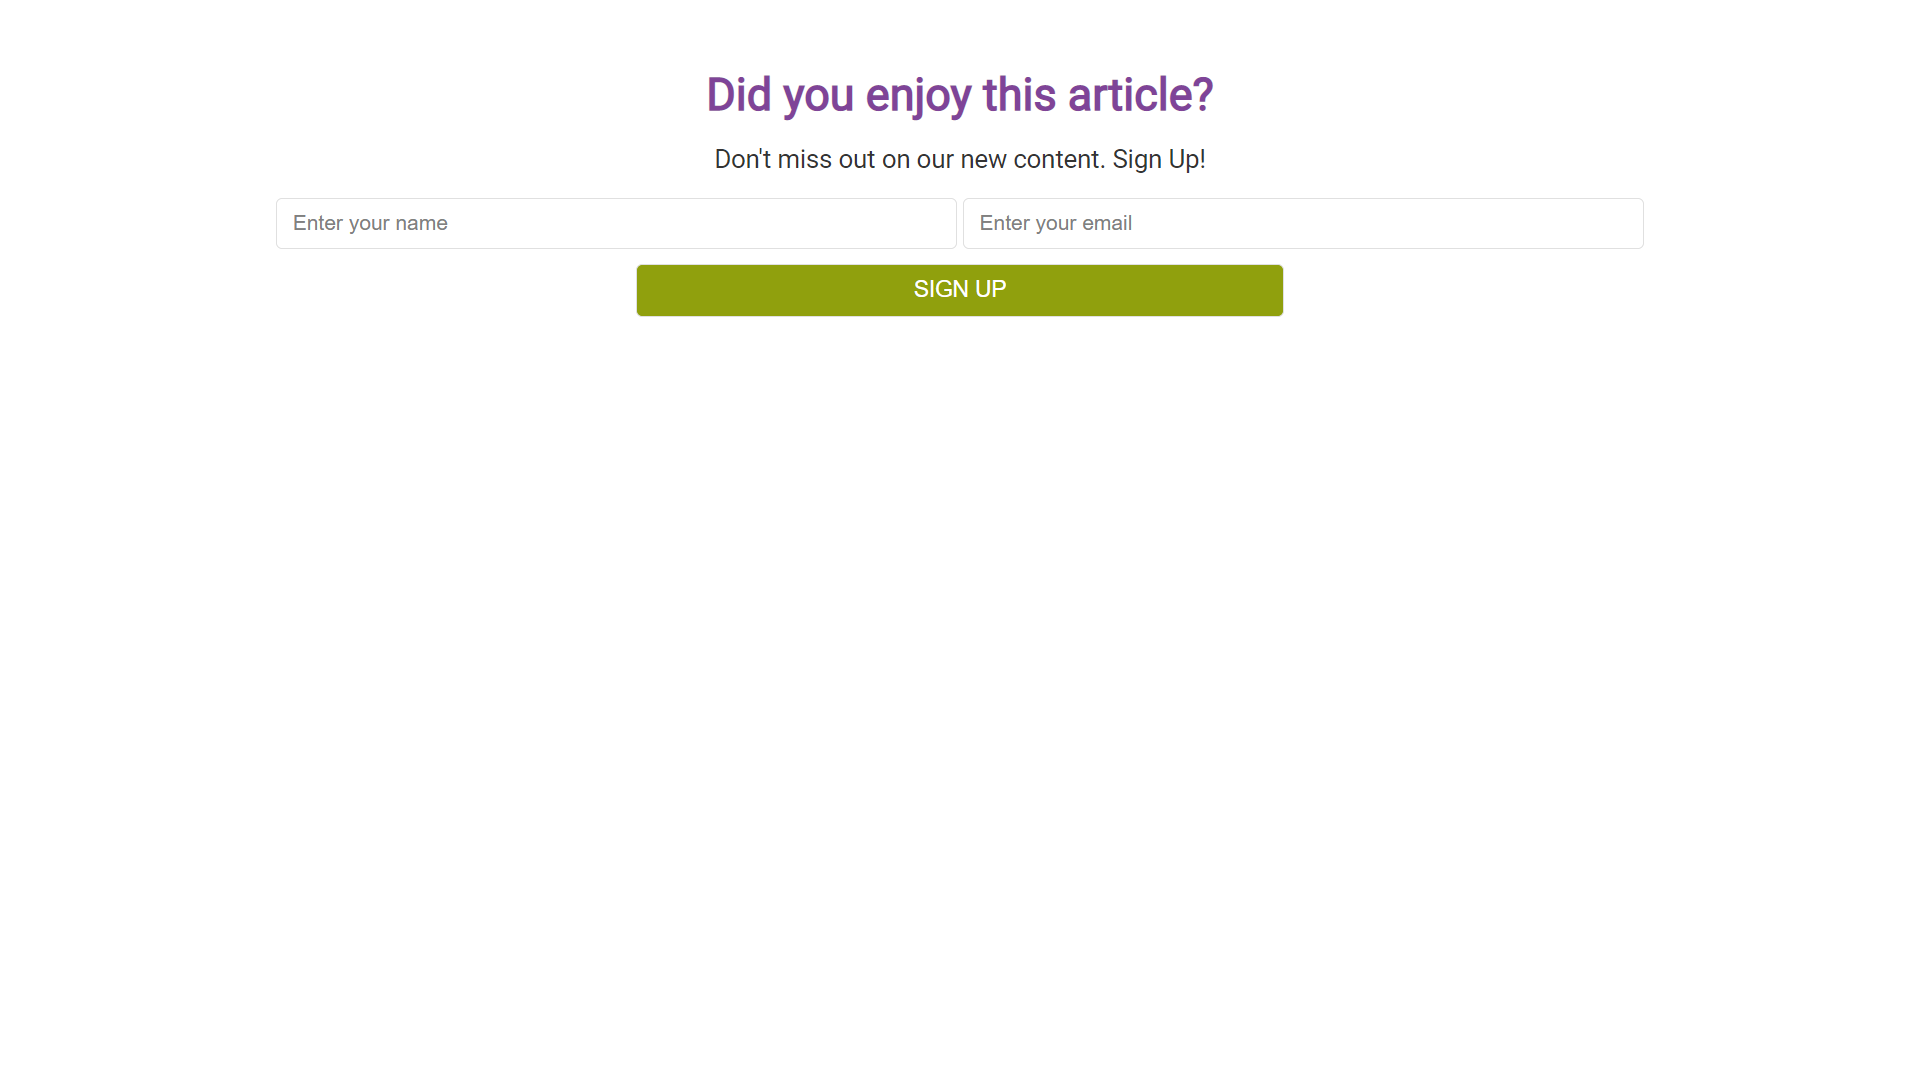 Did you enjoy this article?
Don't miss out on our new content. Sign Up!
Enter your name
Enter your email
SIGN UP